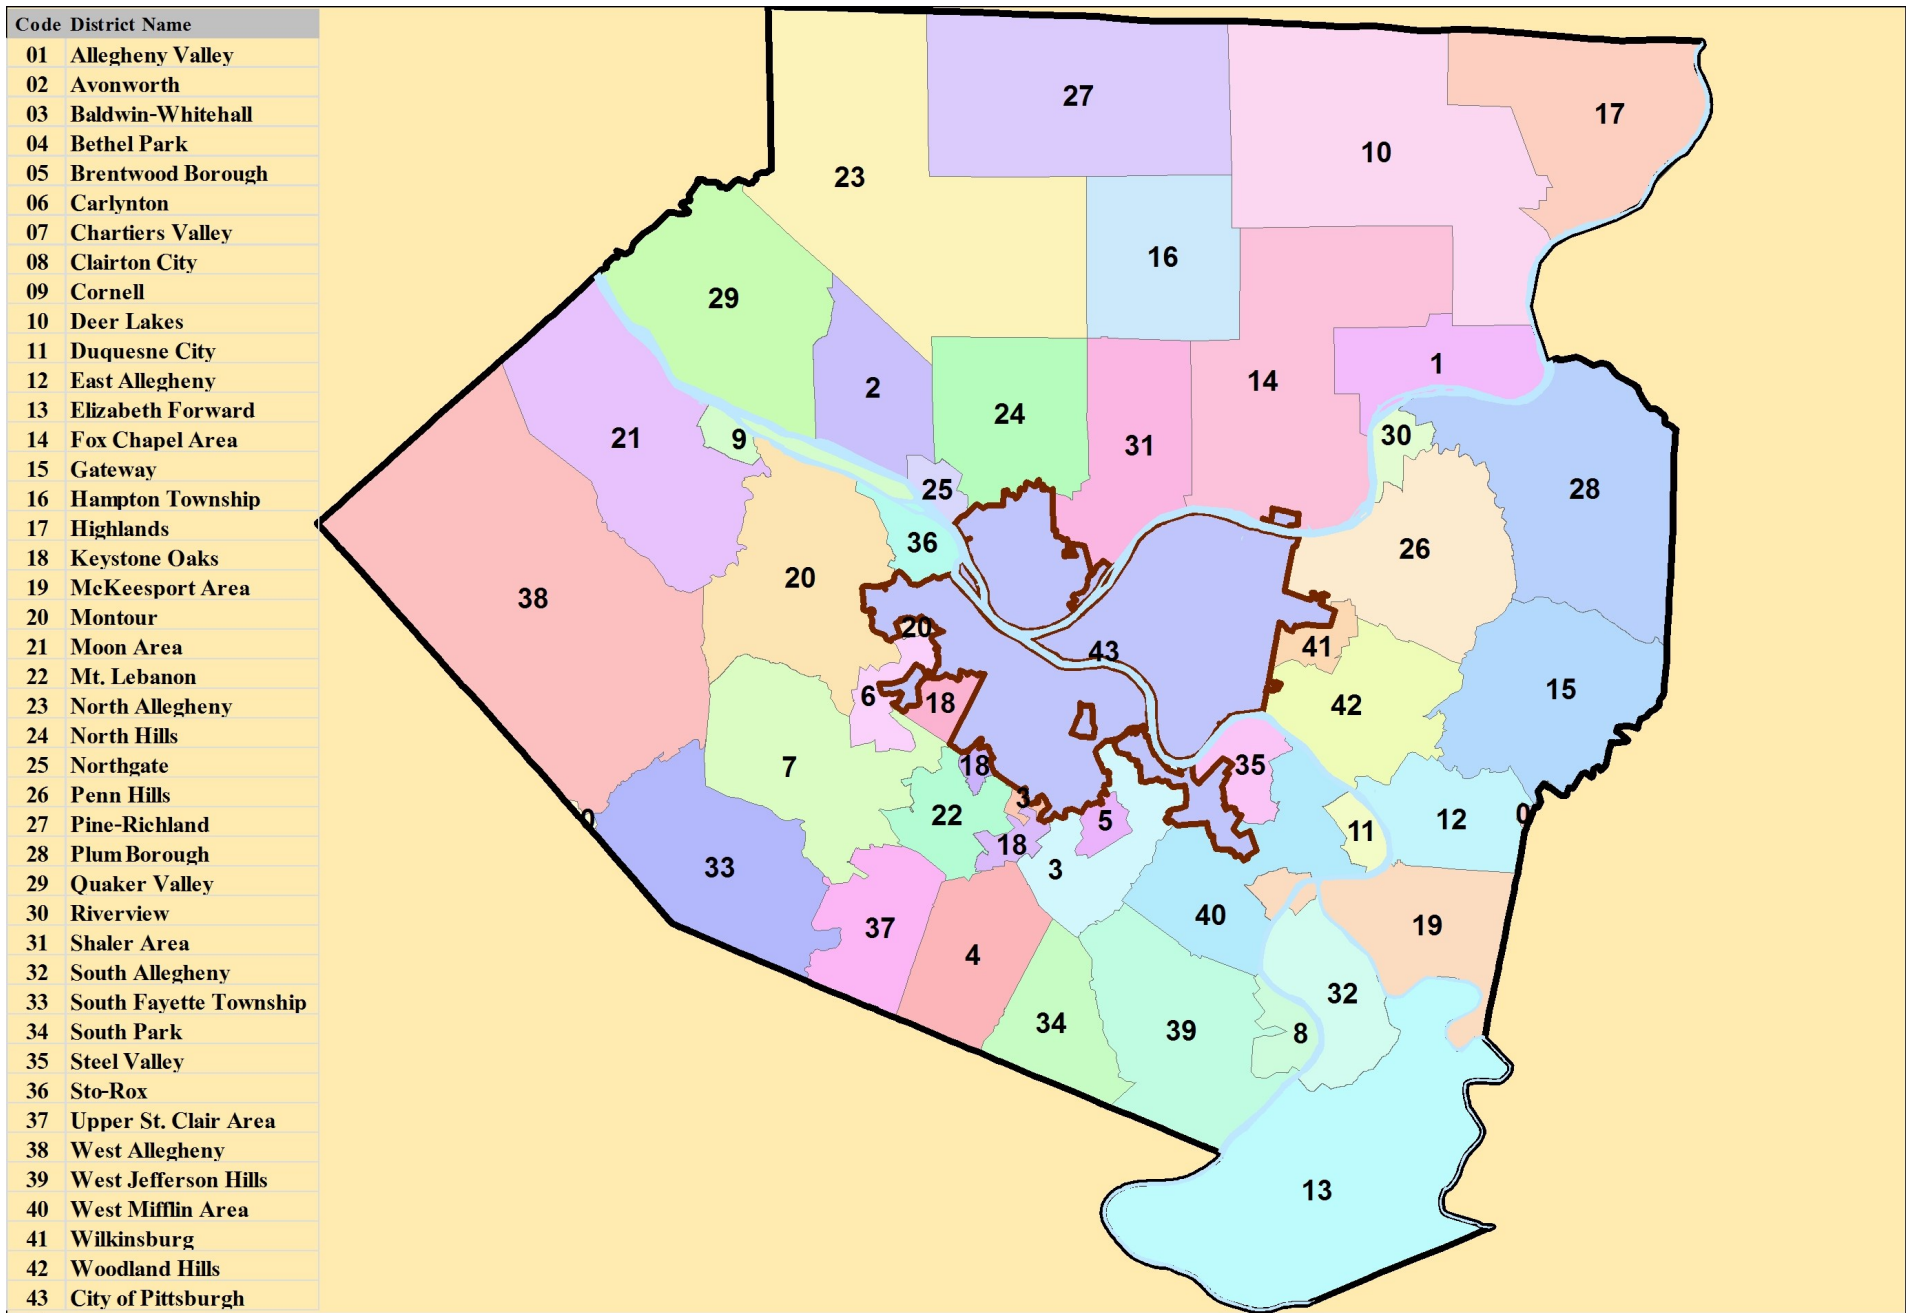 Code District Name
01 Allegheny Valley
02 Avonworth
03 Baldwin-Whitehall
04 Bethel Park
05 Brentwood Borough
06 Carlynton
07 Chartiers Valley
08 Clairton City
09 Cornell
10 Deer Lakes
11 Duquesne City
12 East Allegheny
13 Elizabeth Forward
14 Fox Chapel Area
15 Gateway
16 Hampton Township
17 Highlands
18 Keystone Oaks
19 McKeesport Area
20 Montour
21 Moon Area
22 Mt. Lebanon
23 North Allegheny
24 North Hills
25 Northgate
26 Penn Hills
27 Pine-Richland
28 Plum Borough
29 Quaker Valley
30 Riverview
31 Shaler Area
32 South Allegheny
33 South Fayette Township
34 South Park
35 Steel Valley
36 Sto-Rox
37 Upper St. Clair Area
38 West Allegheny
39 West Jefferson Hills
40 West Mifflin Area
41 Wilkinsburg
42 Woodland Hills
43 City of Pittsburgh
27
17
10
23
16
29
1
14
2
24
30
21
9
31
25
28
36
26
20
38
20
41
43
15
6
18
42
18
35
7
3
22
0
5
12
0
11
18
33
3
40
19
37
4
32
34
39
8
13